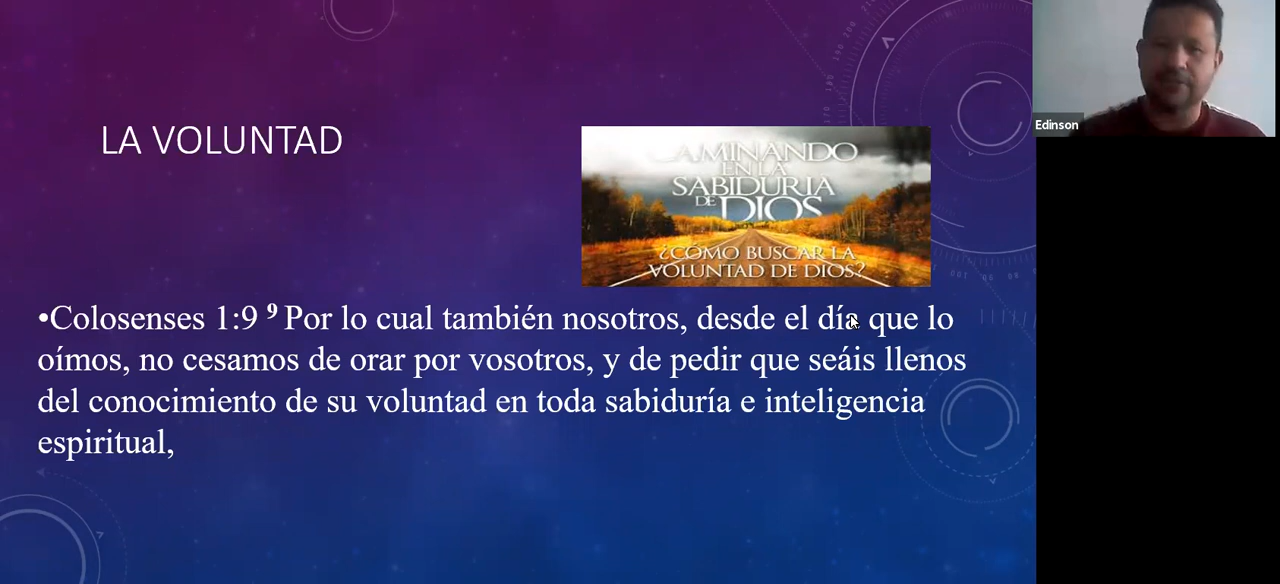 LA VOLUNTAD
AMINANDO
EN LA
SABIDURIA
DE DIOS
¿CÓMO BUSCAR LA
VOLUNTAD DE DIOS?
Edinson
•Colosenses 1:9 9 Por lo cual también nosotros, desde el día que lo
oímos, no cesamos de orar por vosotros, y de pedir que seáis llenos
del conocimiento de su voluntad en toda sabiduría e inteligencia
espiritual,